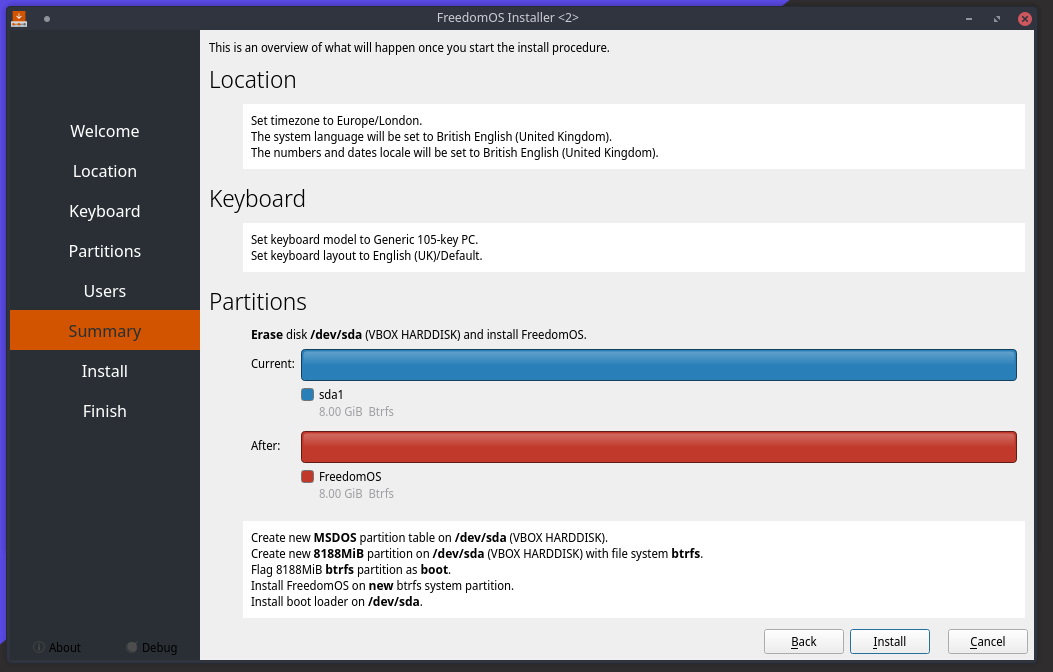 FreedomOS Installer <2>
This is an overview of what will happen once you start the install procedure.
Location
Set timezone to Europe/London.
The system language will be set to British English (United Kingdom).
The numbers and dates locale will be set to British English (United Kingdom).
Keyboard
Set keyboard model to Generic 105-key PC.
Set keyboard layout to English (UK)/Default.
Partitions
Erase disk /dev/sda (VBOX HARDDISK) and install FreedomOS.
Current:
sda1
8.00 GiB Btrfs
After:
FreedomOS
8.00 GiB Btrfs
Create new MSDOS partition table on /dev/sda (VBOX HARDDISK).
Create new 8188MiB partition on /dev/sda (VBOX HARDDISK) with file system btrfs.
Flag 8188MiB btrfs partition as boot.
Install FreedomOS on new btrfs system partition.
Install boot loader on /dev/sda.
Welcome
Location
Keyboard
Partitions
Users
Summary
Install
Finish
About
Debug
Back
Install
Cancel